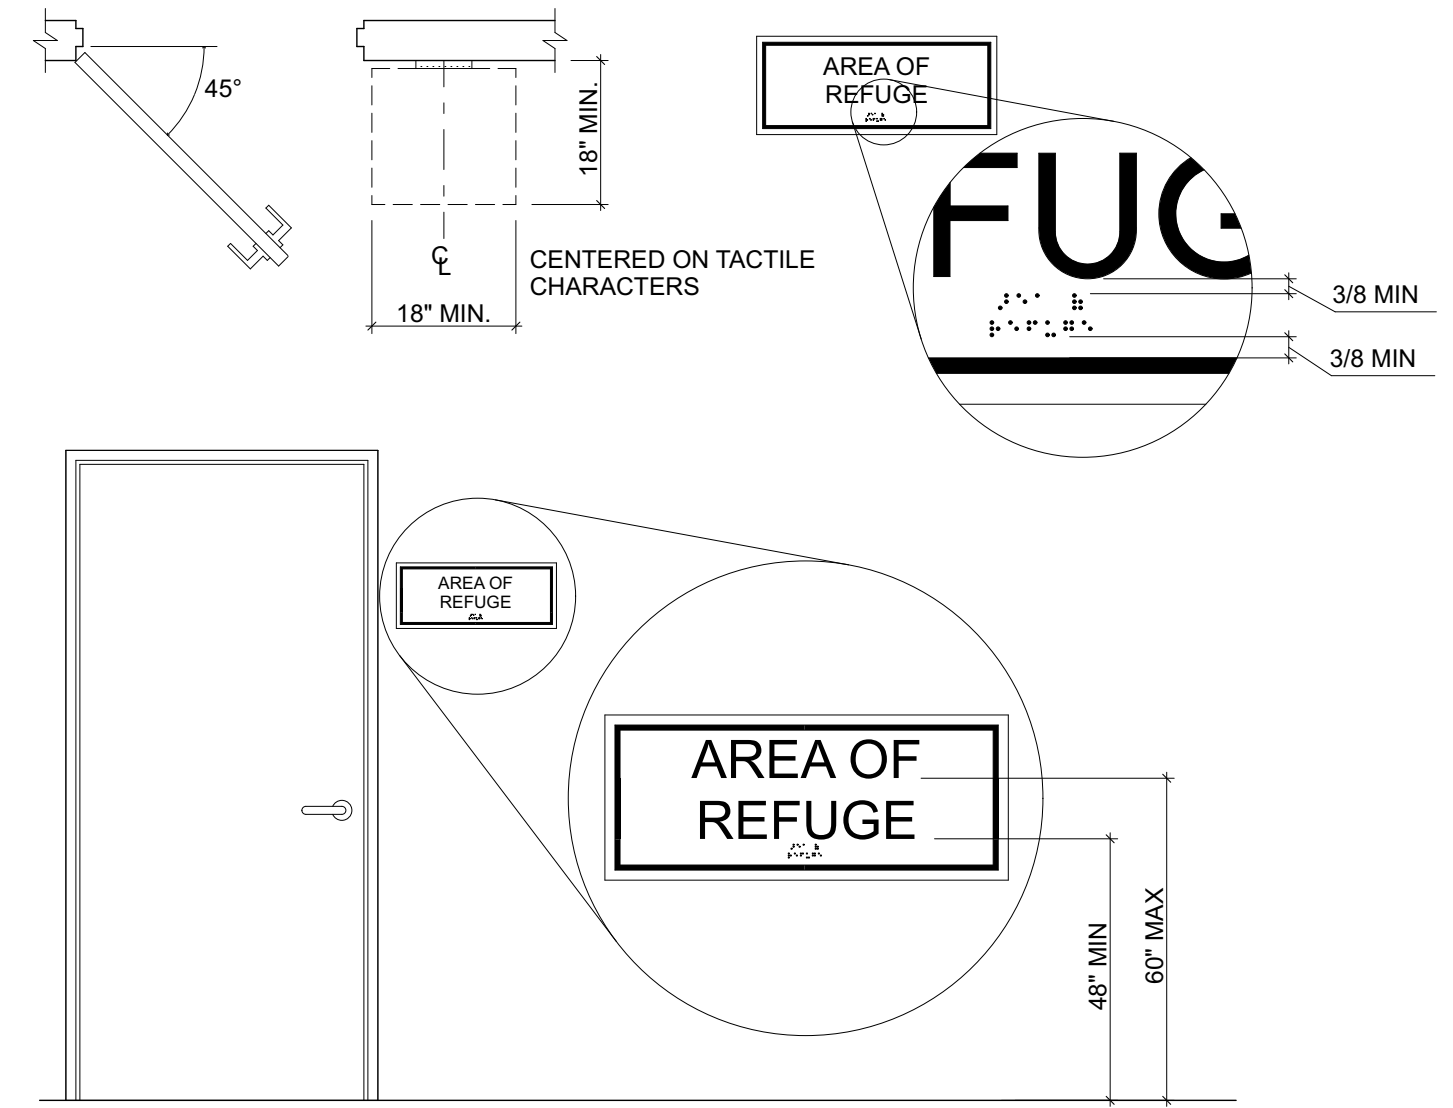 45°
18" MIN.
℄
CENTERED ON TACTILE
CHARACTERS
18" MIN.
AREA OF
REFUGE
FUG
3/8 MIN
3/8 MIN
AREA OF
REFUGE
AREA OF
REFUGE
48" MIN
60" MAX